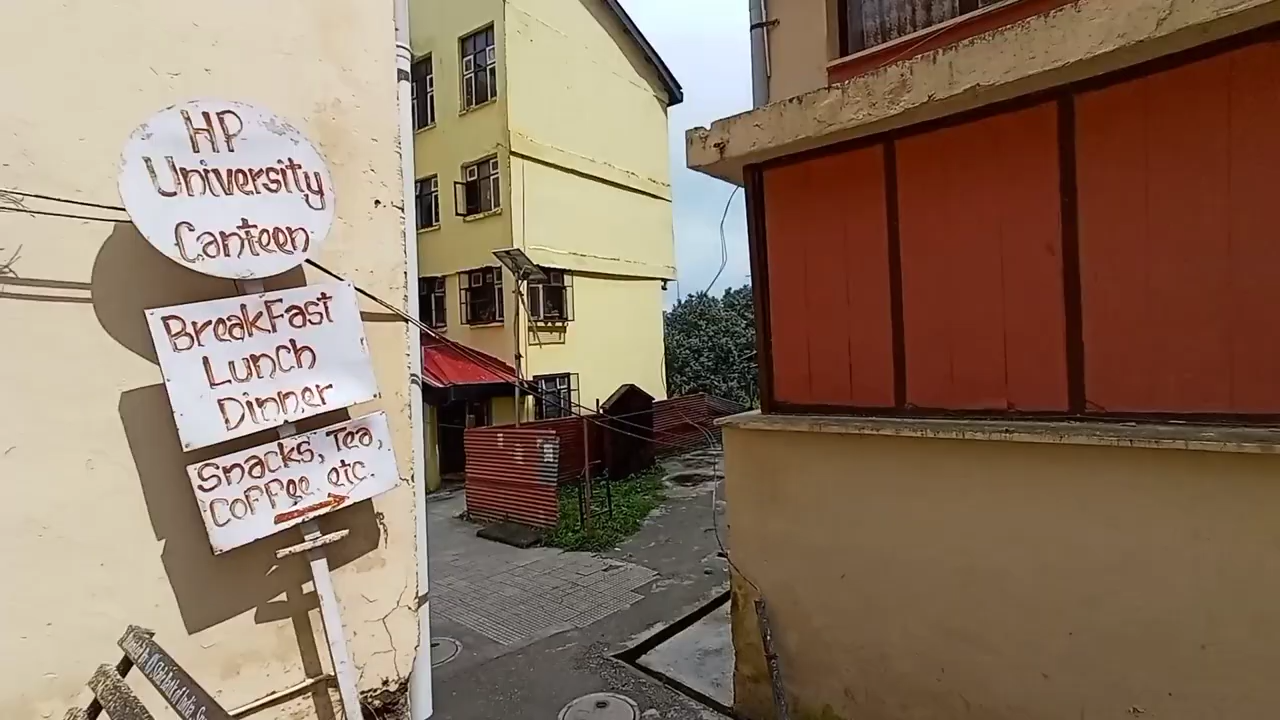 HP
University
Canteen
BreakFast
Lunch
Dinner
Snacks, Tea,
Coffee etc.